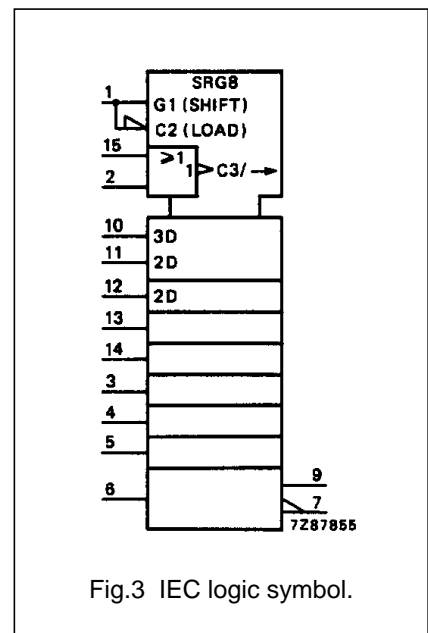 SRG8
1 G1 (SHIFT)
C2 (LOAD)
15 ≥1
1 C3/ →
2
10 3D
11 2D
12 2D
13
14
3
4
5
6
9
7
7Z87855
Fig.3 IEC logic symbol.